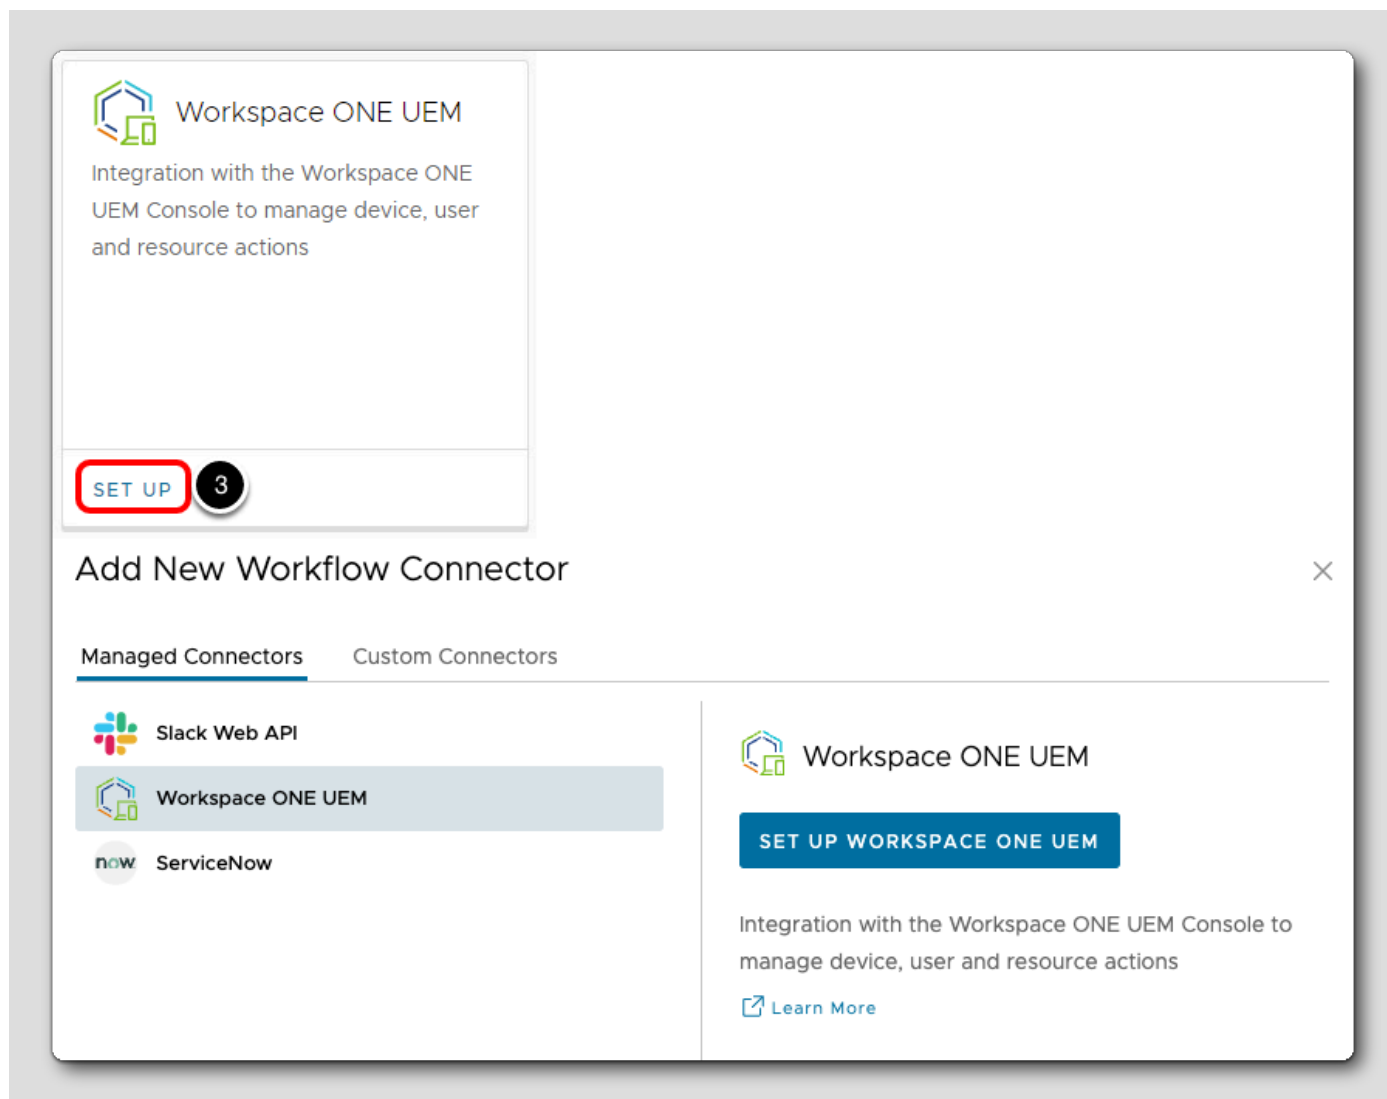 Workspace ONE UEM
Integration with the Workspace ONE
UEM Console to manage device, user
and resource actions
SET UP
3
Add New Workflow Connector
Managed Connectors
Custom Connectors
Slack Web API
Workspace ONE UEM
now
ServiceNow
Workspace ONE UEM
SET UP WORKSPACE ONE UEM
Integration with the Workspace ONE UEM Console to
manage device, user and resource actions
Learn More